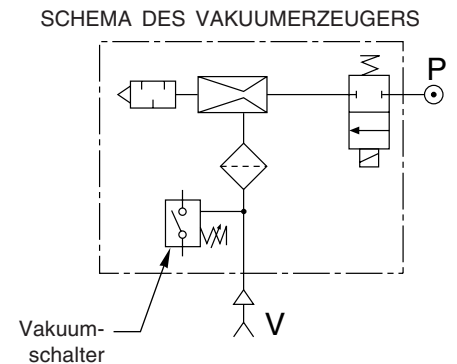 SCHEMA DES VAKUUMERZEUGERS
P
V
Vakuum-
schalter